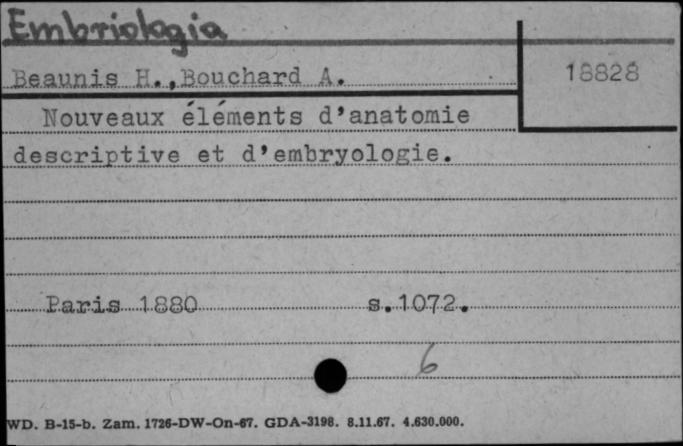 Embriologia
Beaunis H.,Bouchard A.
18828
Nouveaux éléments d'anatomie
descriptive et d'embryologie.
Paris 1880 s.1072.
6
WD. B-15-b. Zam. 1726-DW-On-67. GDA-3198. 8.11.67. 4.630.000.